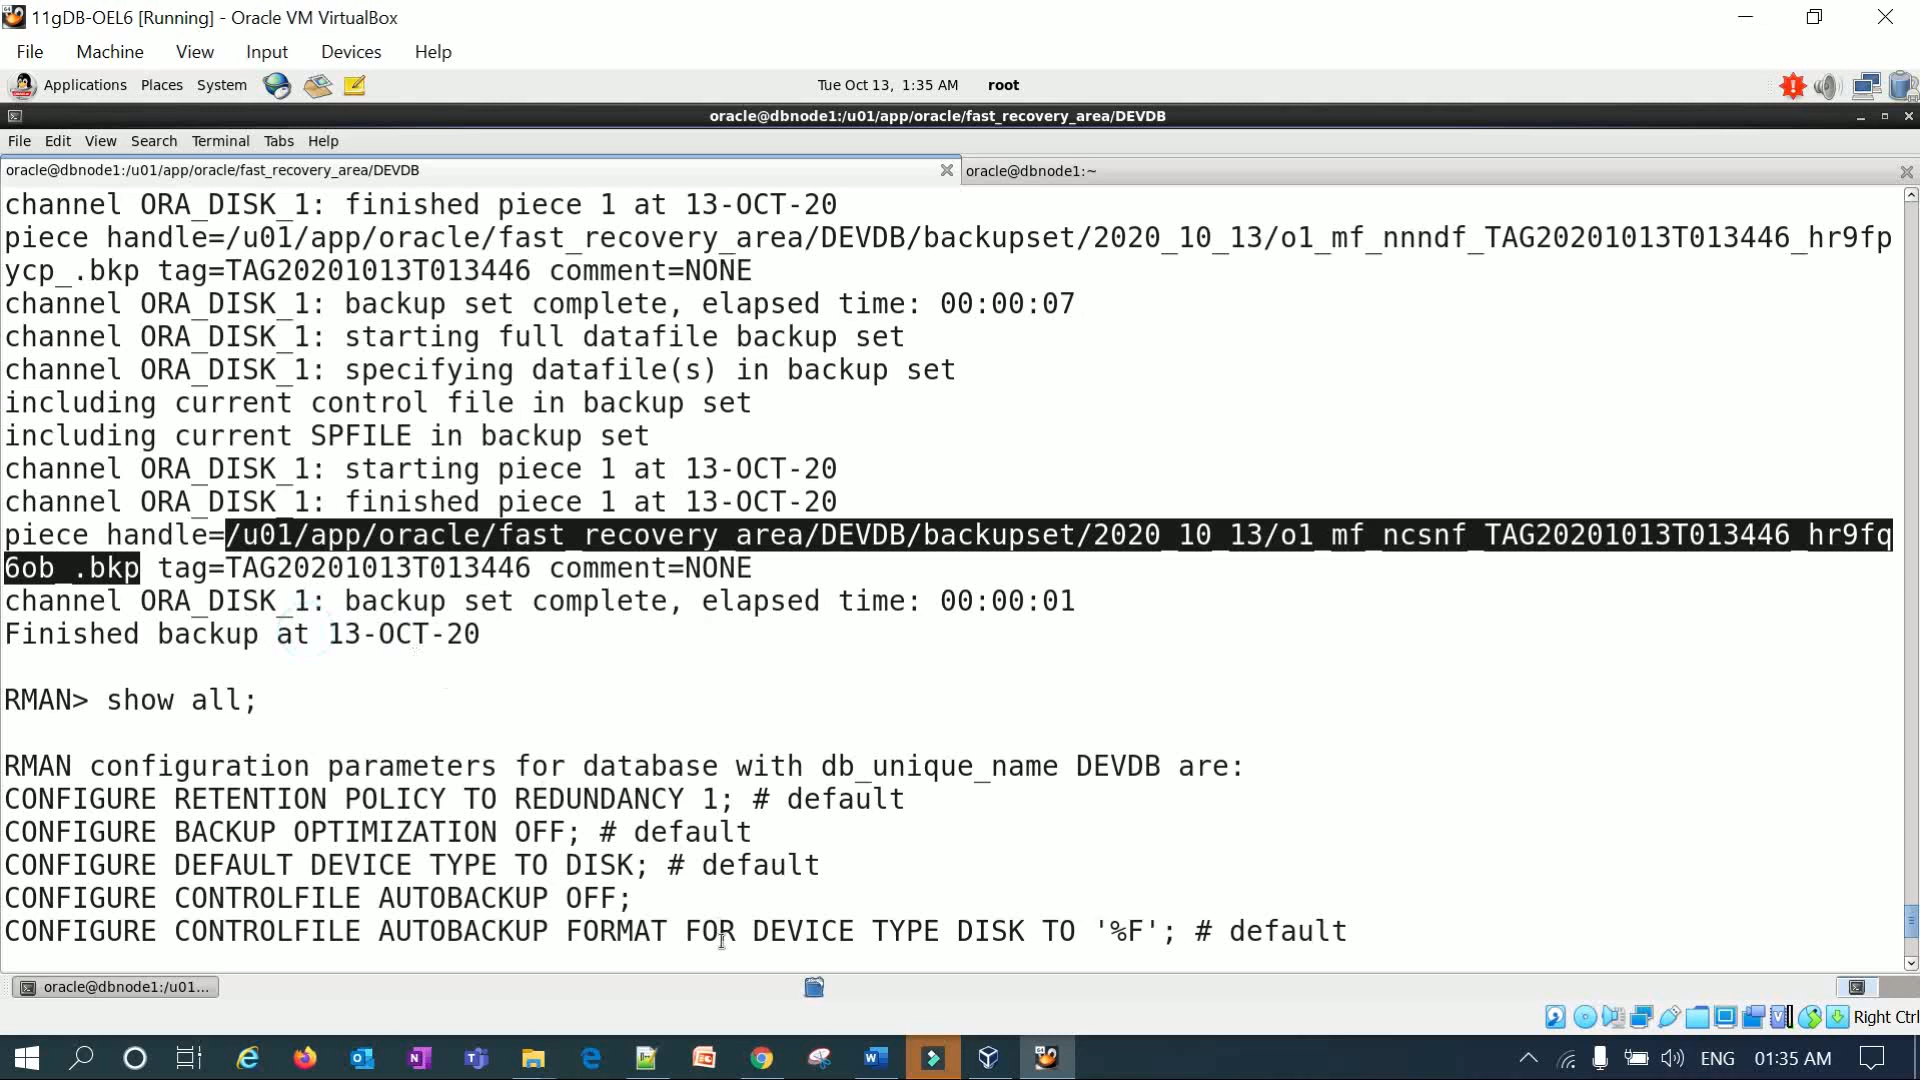 11gDB-OEL6 [Running] - Oracle VM VirtualBox
File Machine View Input Devices Help
Applications Places System Tue Oct 13, 1:35 AM root
oracle@dbnode1:/u01/app/oracle/fast_recovery_area/DEVDB
File Edit View Search Terminal Tabs Help
oracle@dbnode1:/u01/app/oracle/fast_recovery_area/DEVDB oracle@dbnode1:~
channel ORA_DISK_1: finished piece 1 at 13-OCT-20
piece handle=/u01/app/oracle/fast_recovery_area/DEVDB/backupset/2020_10_13/o1_mf_nnndf_TAG20201013T013446_hr9fp
ycp_.bkp tag=TAG20201013T013446 comment=NONE
channel ORA_DISK_1: backup set complete, elapsed time: 00:00:07
channel ORA_DISK_1: starting full datafile backup set
channel ORA_DISK_1: specifying datafile(s) in backup set
including current control file in backup set
including current SPFILE in backup set
channel ORA_DISK_1: starting piece 1 at 13-OCT-20
channel ORA_DISK_1: finished piece 1 at 13-OCT-20
piece handle=/u01/app/oracle/fast_recovery_area/DEVDB/backupset/2020_10_13/o1_mf_ncsnf_TAG20201013T013446_hr9fq
6ob_.bkp tag=TAG20201013T013446 comment=NONE
channel ORA_DISK_1: backup set complete, elapsed time: 00:00:01
Finished backup at 13-OCT-20
RMAN> show all;
RMAN configuration parameters for database with db_unique_name DEVDB are:
CONFIGURE RETENTION POLICY TO REDUNDANCY 1; # default
CONFIGURE BACKUP OPTIMIZATION OFF; # default
CONFIGURE DEFAULT DEVICE TYPE TO DISK; # default
CONFIGURE CONTROLFILE AUTOBACKUP OFF;
CONFIGURE CONTROLFILE AUTOBACKUP FORMAT FOR DEVICE TYPE DISK TO '%F'; # default
oracle@dbnode1:/u01...
Right Ctrl
ENG 01:35 AM